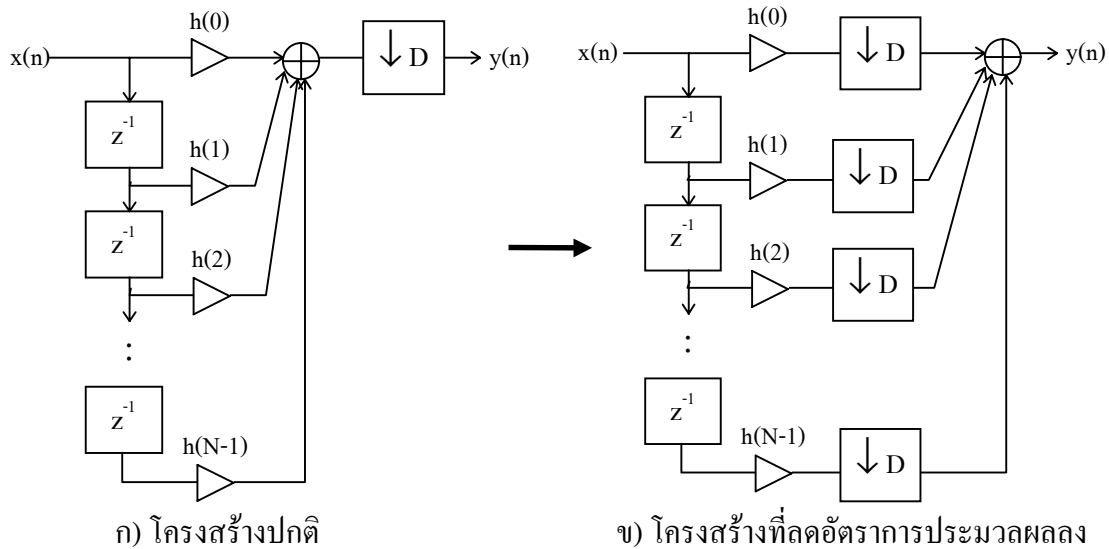 h(0)
x(n)
↓ D
y(n)
z⁻¹
h(1)
z⁻¹
h(2)
:
z⁻¹
h(N-1)
ก) โครงสร้างปกติ
h(0)
x(n)
↓ D
y(n)
z⁻¹
h(1)
↓ D
z⁻¹
h(2)
↓ D
:
z⁻¹
h(N-1)
↓ D
ข) โครงสร้างที่ลดอัตราการประมวลผลลง